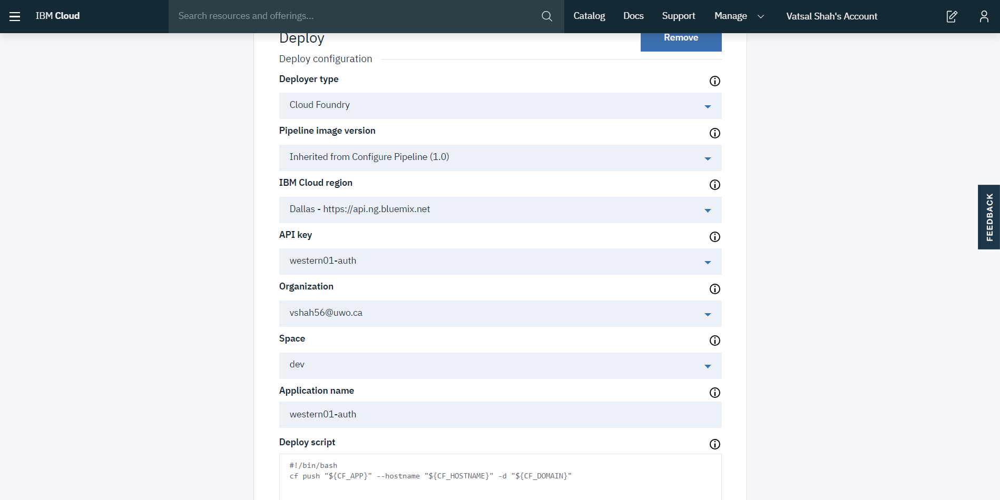 IBM Cloud
Search resources and offerings...
Catalog
Docs
Support
Manage
Vatsal Shah's Account
Deploy
Remove
Deploy configuration
Deployer type
Cloud Foundry
Pipeline image version
Inherited from Configure Pipeline (1.0)
IBM Cloud region
Dallas - https://api.ng.bluemix.net
API key
western01-auth
Organization
vshah56@uwo.ca
Space
dev
Application name
western01-auth
Deploy script
#!/bin/bash
cf push "${CF_APP}" --hostname "${CF_HOSTNAME}" -d "${CF_DOMAIN}"
FEEDBACK